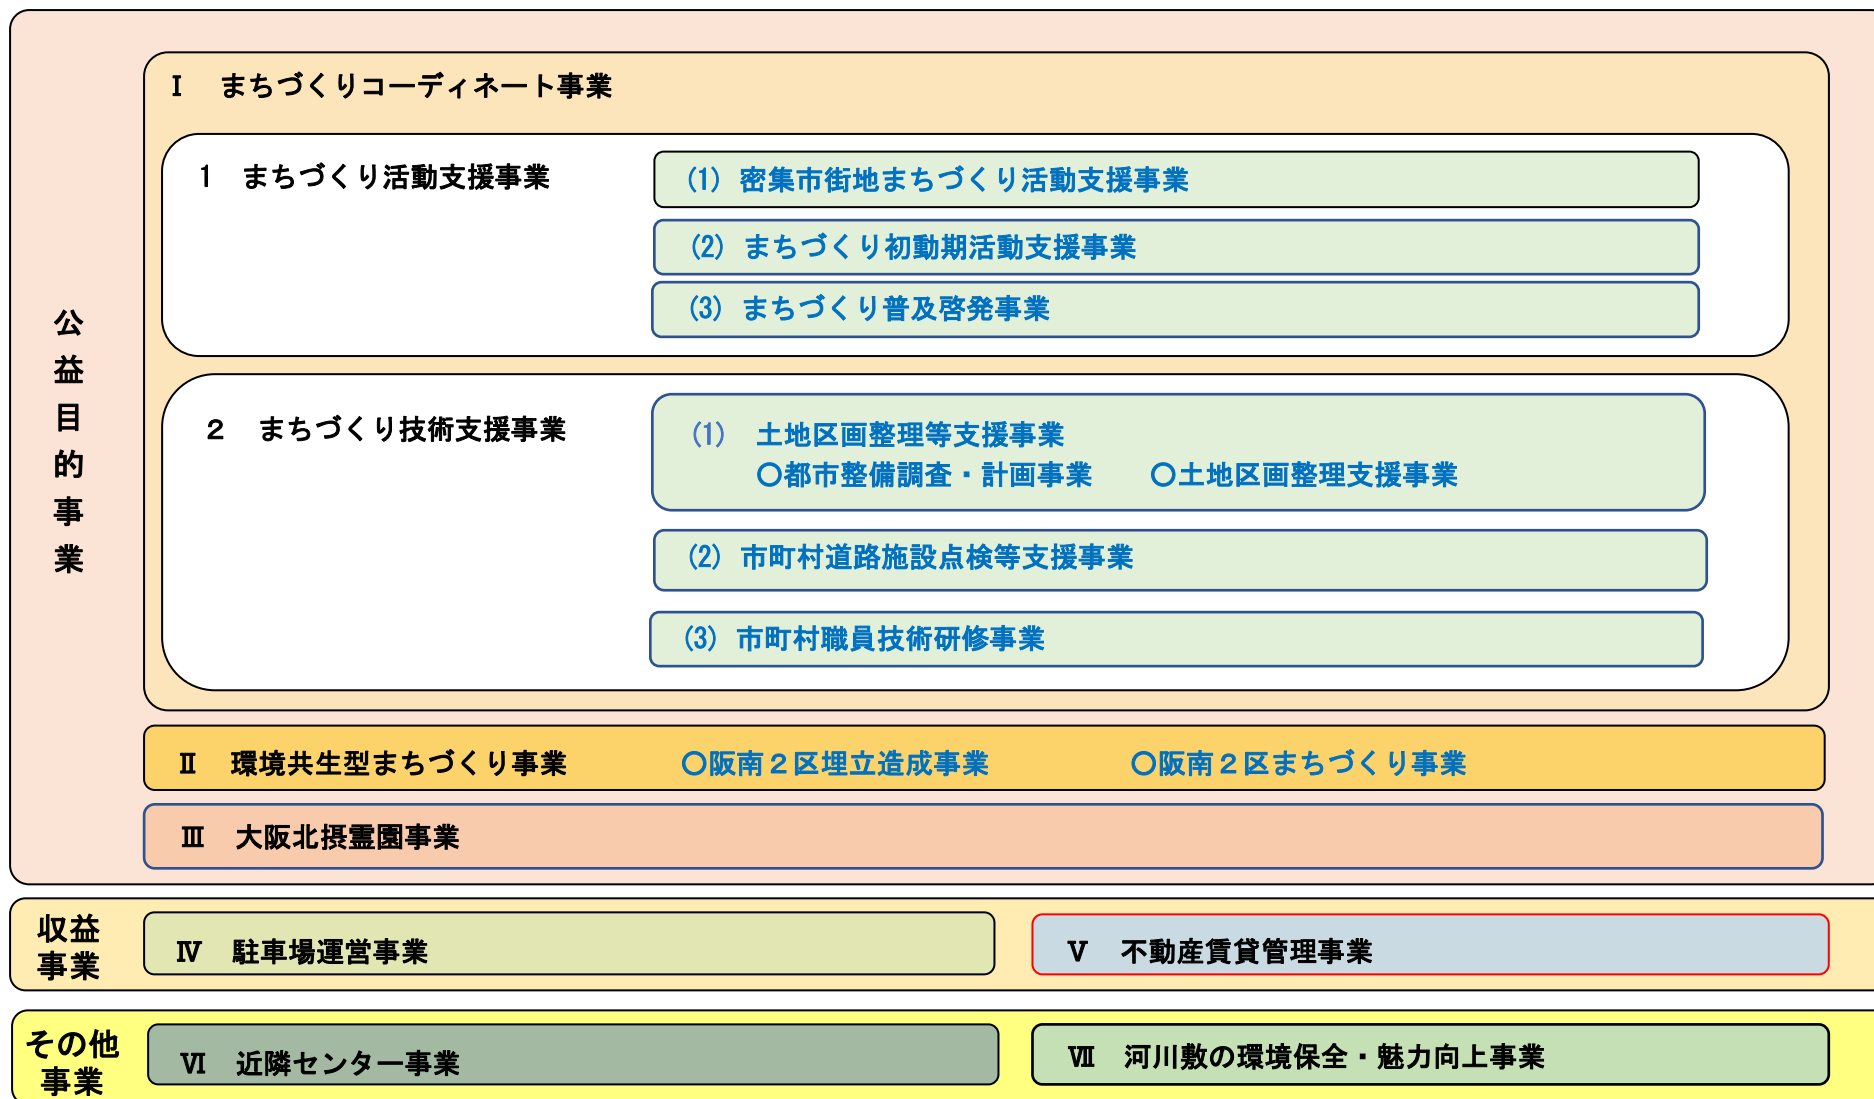 公益目的事業
Ⅰ　まちづくりコーディネート事業
1　まちづくり活動支援事業
(1) 密集市街地まちづくり活動支援事業
(2) まちづくり初動期活動支援事業
(3) まちづくり普及啓発事業
２　まちづくり技術支援事業
(1)　土地区画整理等支援事業
〇都市整備調査・計画事業　　〇土地区画整理支援事業
(2) 市町村道路施設点検等支援事業
(3) 市町村職員技術研修事業
Ⅱ　環境共生型まちづくり事業　　〇阪南２区埋立造成事業　　〇阪南２区まちづくり事業
Ⅲ　大阪北摂霊園事業
収益
事業
Ⅳ　駐車場運営事業
Ⅴ　不動産賃貸管理事業
その他
事業
Ⅵ　近隣センター事業
Ⅶ　河川敷の環境保全・魅力向上事業